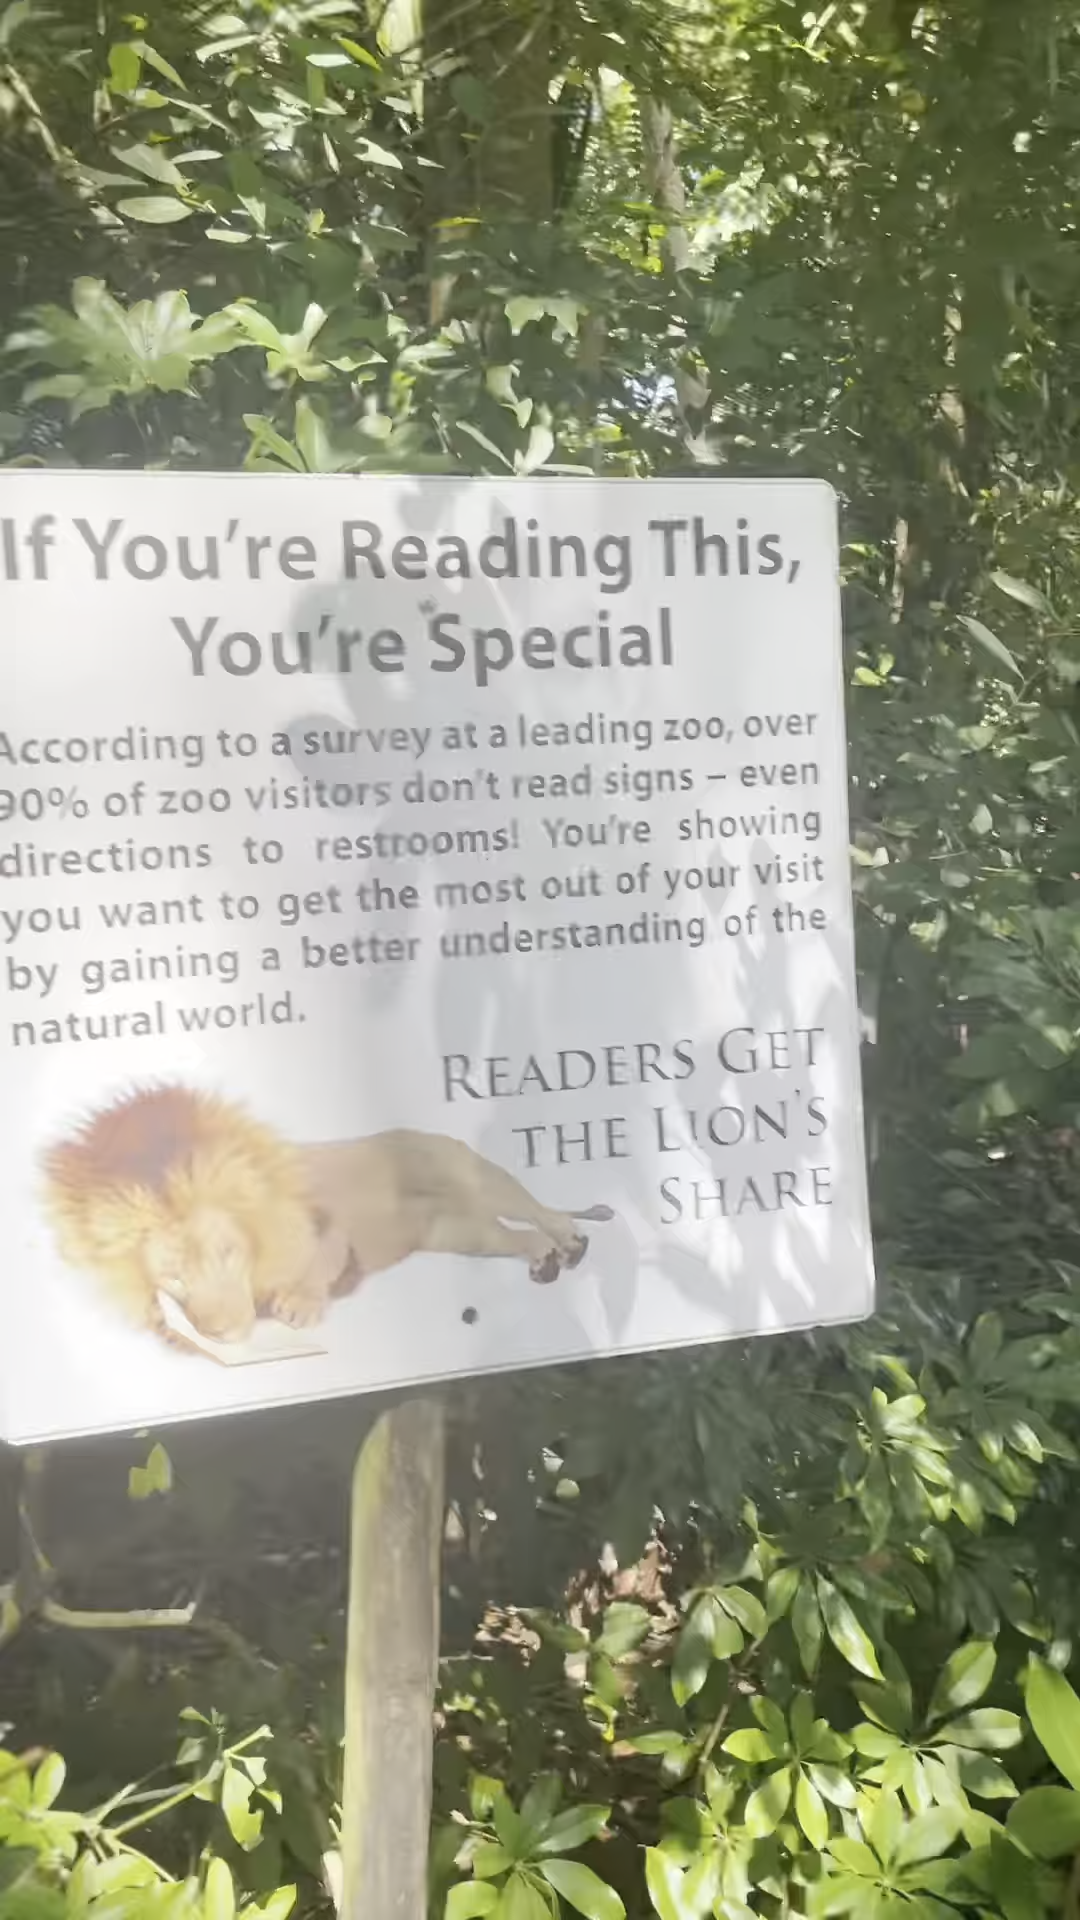 If You're Reading This,
You're Special
According to a survey at a leading zoo, over
90% of zoo visitors don't read signs – even
directions to restrooms! You're showing
you want to get the most out of your visit
by gaining a better understanding of the
natural world.
READERS GET
THE LION'S
SHARE